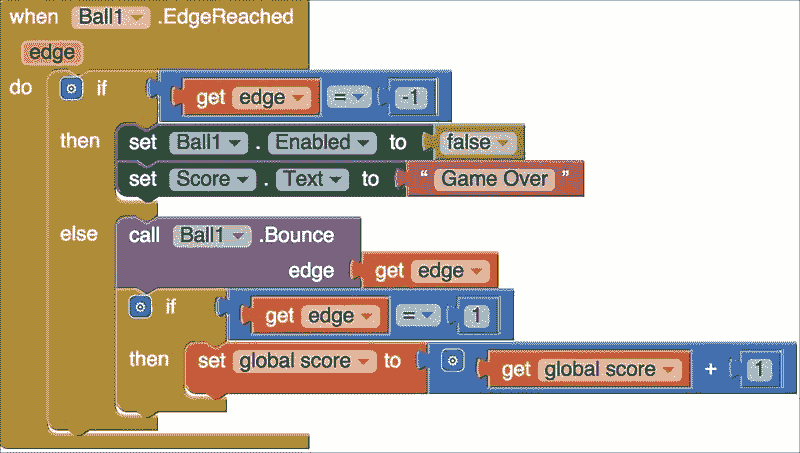 when Ball1 .EdgeReached
edge
do if get edge = -1
then set Ball1 . Enabled to false
set Score . Text to “ Game Over ”
else call Ball1 .Bounce
edge get edge
if get edge = 1
then set global score to get global score + 1